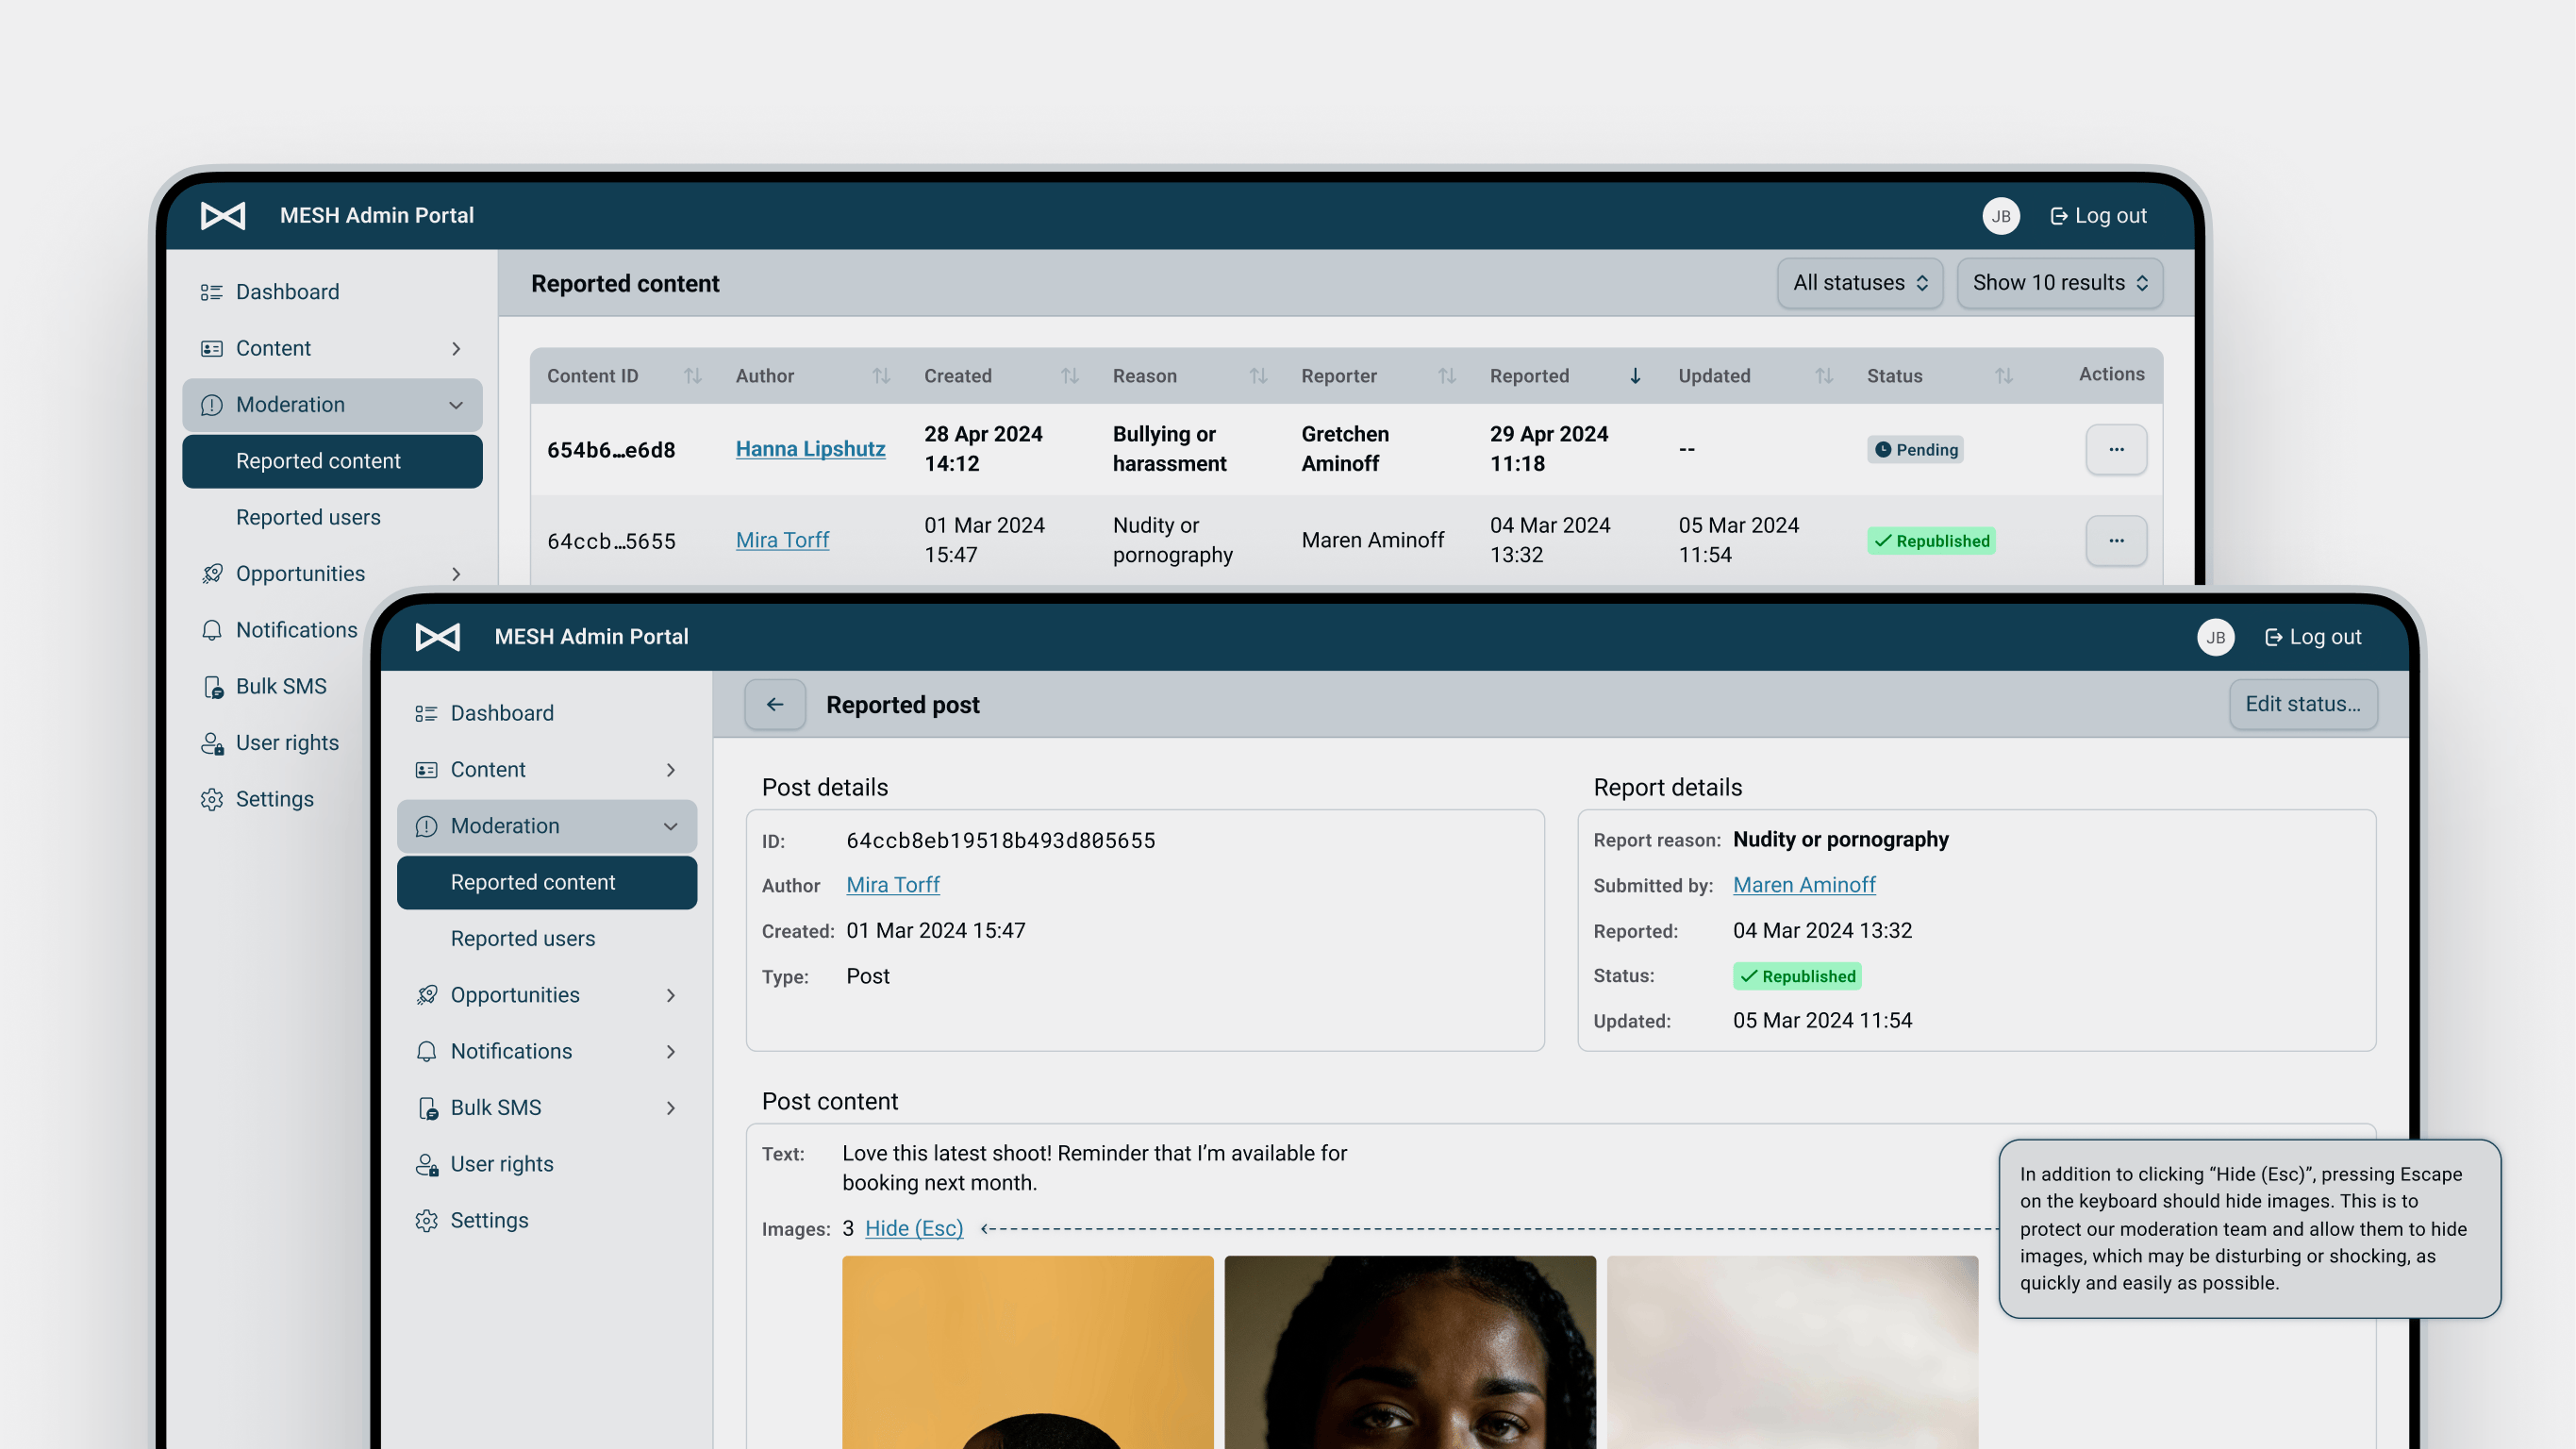 MESH Admin Portal
JB
Log out
Dashboard
Content
Moderation
Reported content
Reported users
Opportunities
Notifications
Bulk SMS
User rights
Settings
Reported content
All statuses
Show 10 results
Content ID Author Created Reason Reporter Reported Updated Status Actions
654b6…e6d8 Hanna Lipshutz 28 Apr 2024 14:12 Bullying or harassment Gretchen Aminoff 29 Apr 2024 11:18 -- Pending
64ccb…5655 Mira Torff 01 Mar 2024 15:47 Nudity or pornography Maren Aminoff 04 Mar 2024 13:32 05 Mar 2024 11:54 Republished
MESH Admin Portal
JB
Log out
Dashboard
Content
Moderation
Reported content
Reported users
Opportunities
Notifications
Bulk SMS
User rights
Settings
Reported post
Edit status…
Post details
ID: 64ccb8eb19518b493d805655
Author Mira Torff
Created: 01 Mar 2024 15:47
Type: Post
Report details
Report reason: Nudity or pornography
Submitted by: Maren Aminoff
Reported: 04 Mar 2024 13:32
Status: Republished
Updated: 05 Mar 2024 11:54
Post content
Text: Love this latest shoot! Reminder that I’m available for
booking next month.
Images: 3 Hide (Esc)
In addition to clicking “Hide (Esc)”, pressing Escape
on the keyboard should hide images. This is to
protect our moderation team and allow them to hide
images, which may be disturbing or shocking, as
quickly and easily as possible.